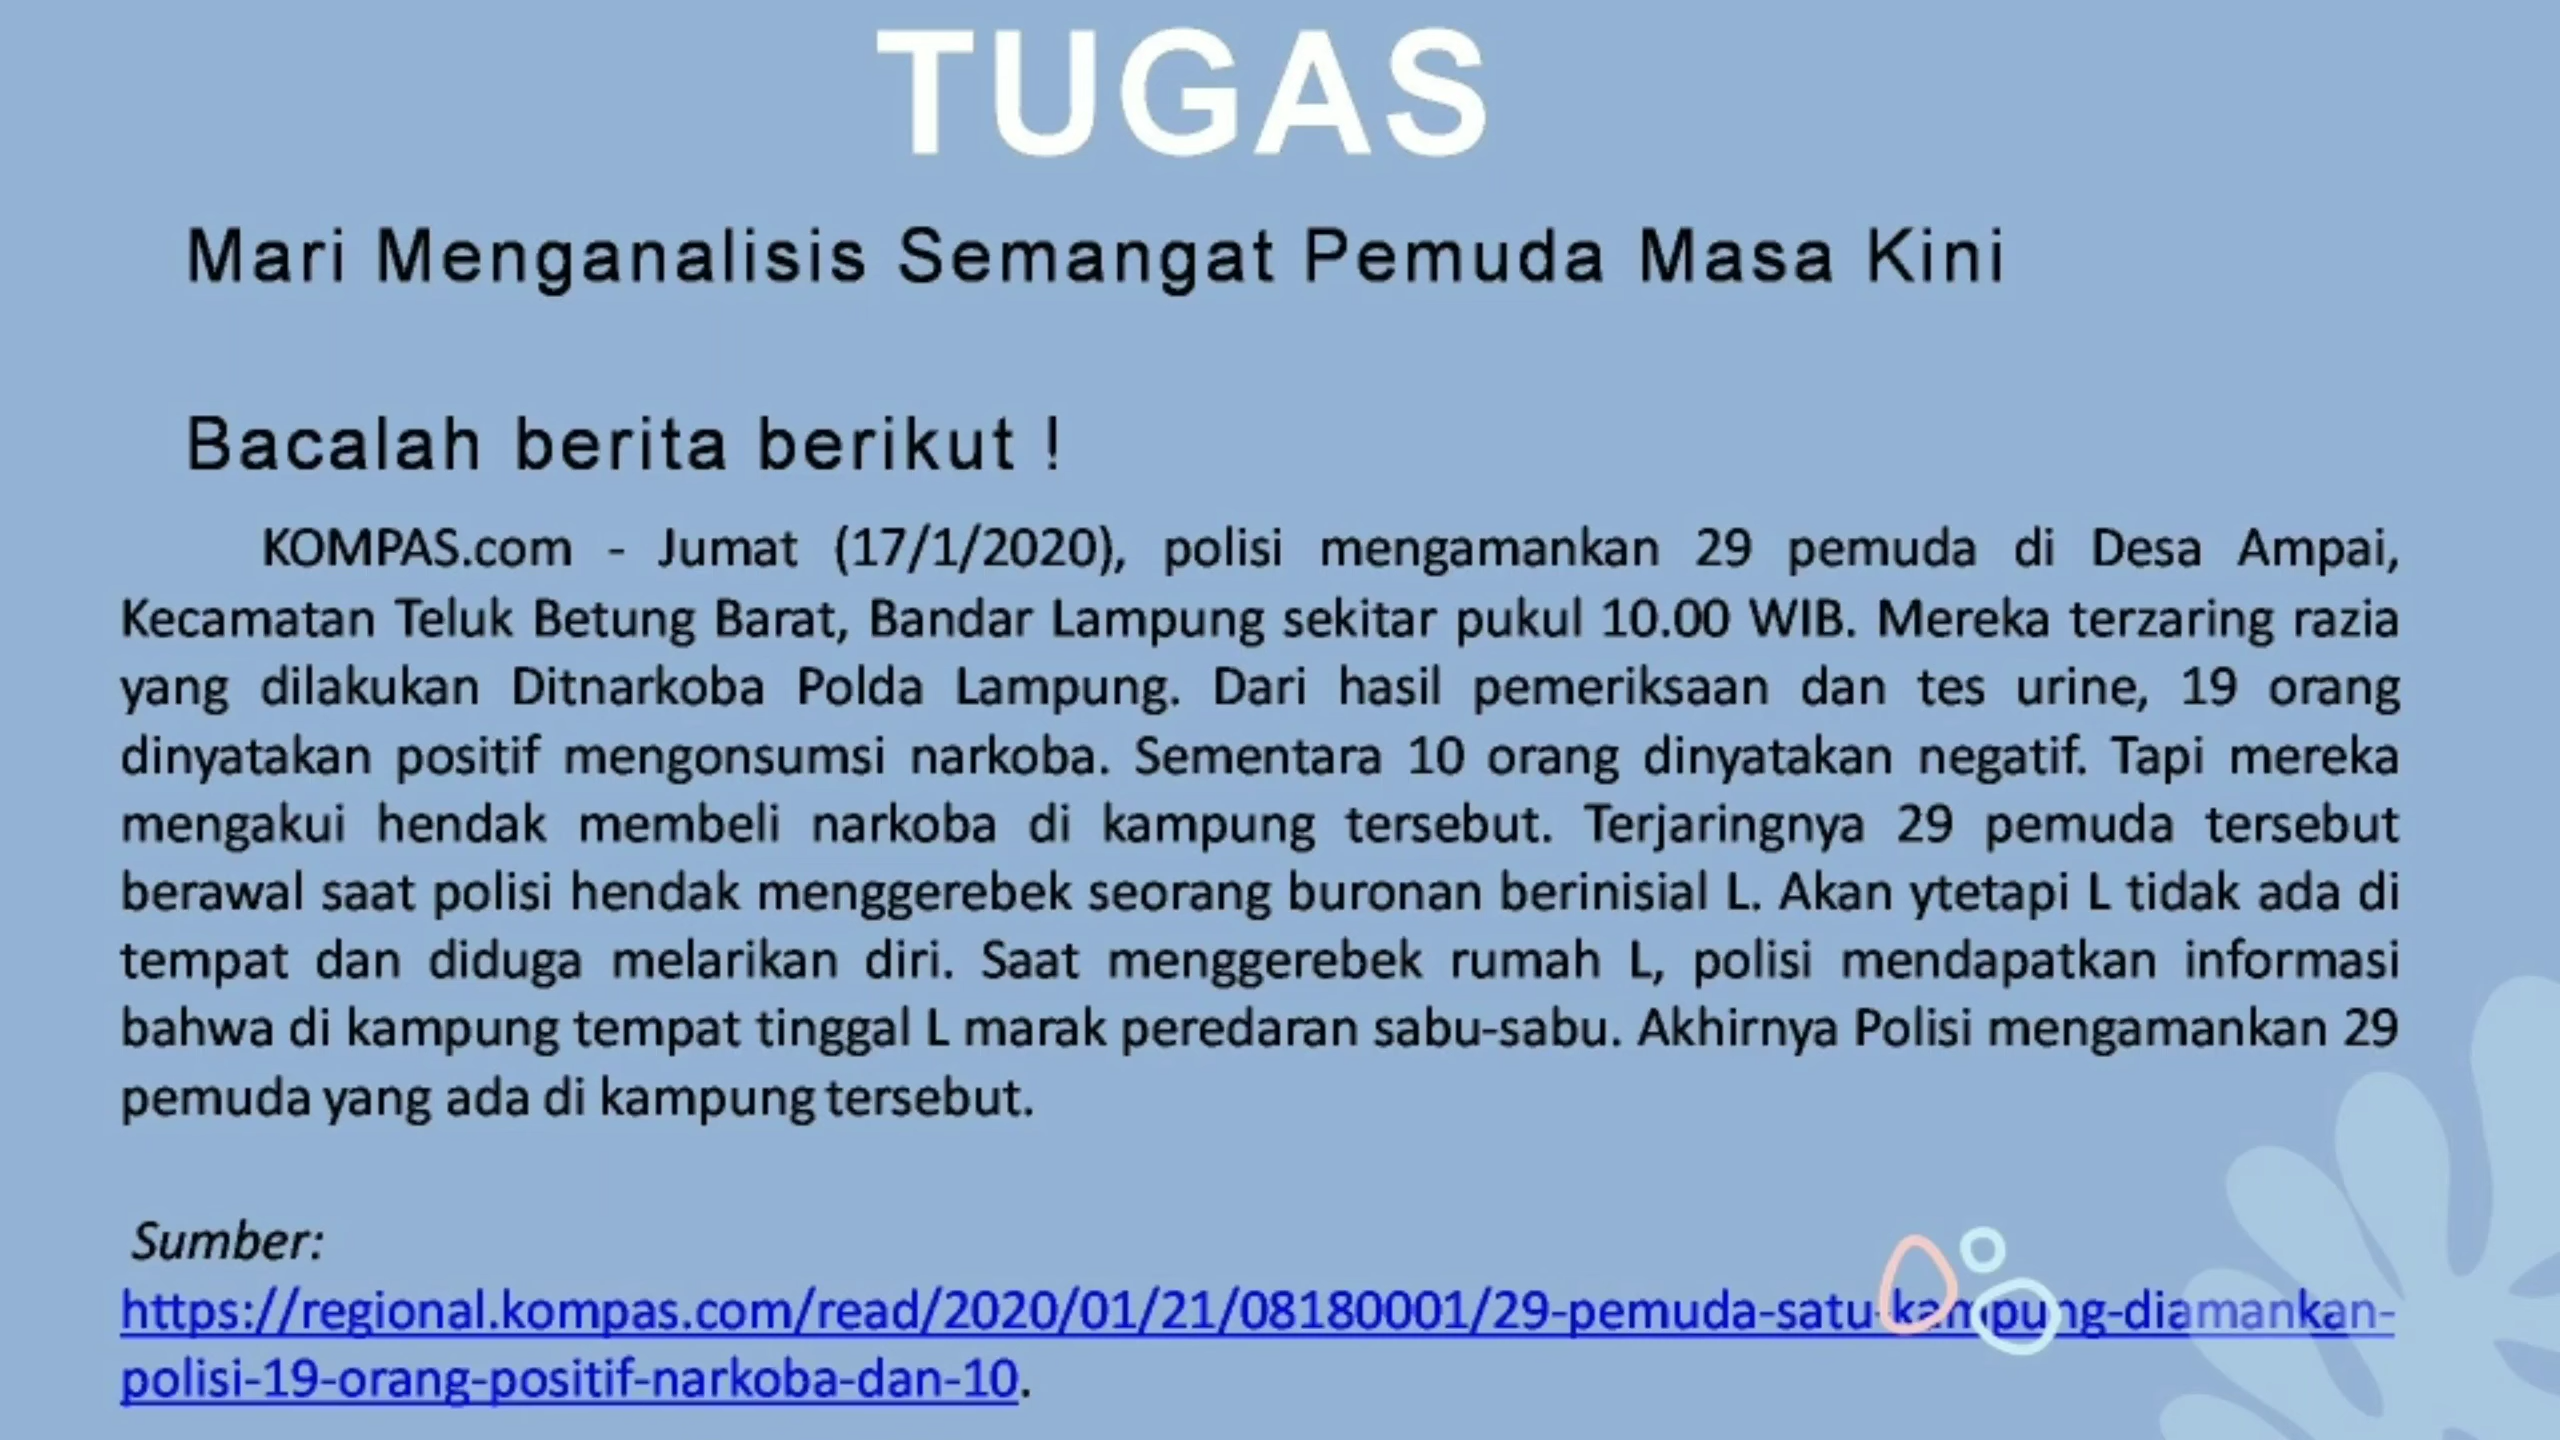 TUGAS
Mari Menganalisis Semangat Pemuda Masa Kini
Bacalah berita berikut !
KOMPAS.com - Jumat (17/1/2020), polisi mengamankan 29 pemuda di Desa Ampai,
Kecamatan Teluk Betung Barat, Bandar Lampung sekitar pukul 10.00 WIB. Mereka terzaring razia
yang dilakukan Ditnarkoba Polda Lampung. Dari hasil pemeriksaan dan tes urine, 19 orang
dinyatakan positif mengonsumsi narkoba. Sementara 10 orang dinyatakan negatif. Tapi mereka
mengakui hendak membeli narkoba di kampung tersebut. Terjaringnya 29 pemuda tersebut
berawal saat polisi hendak menggerebek seorang buronan berinisial L. Akan ytetapi L tidak ada di
tempat dan diduga melarikan diri. Saat menggerebek rumah L, polisi mendapatkan informasi
bahwa di kampung tempat tinggal L marak peredaran sabu-sabu. Akhirnya Polisi mengamankan 29
pemuda yang ada di kampung tersebut.
Sumber:
https://regional.kompas.com/read/2020/01/21/08180001/29-pemuda-satu-kampung-diamankan-
polisi-19-orang-positif-narkoba-dan-10.